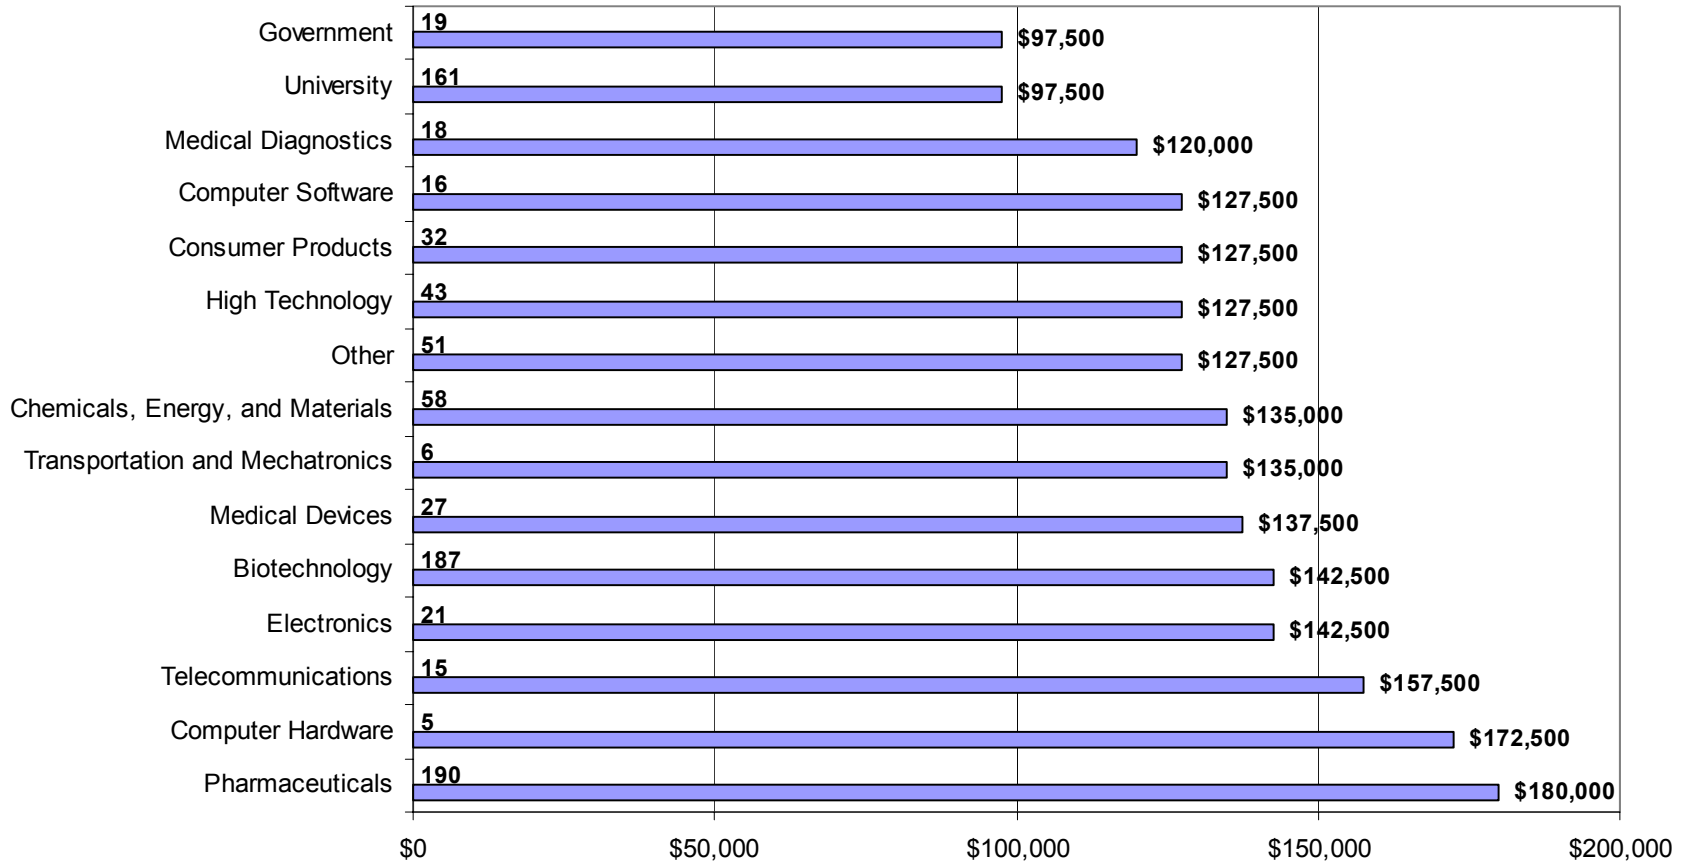 19
Government $97,500
161
University $97,500
18
Medical Diagnostics $120,000
16
Computer Software $127,500
32
Consumer Products $127,500
43
High Technology $127,500
51
Other $127,500
58
Chemicals, Energy, and Materials $135,000
6
Transportation and Mechatronics $135,000
27
Medical Devices $137,500
187
Biotechnology $142,500
21
Electronics $142,500
15
Telecommunications $157,500
5
Computer Hardware $172,500
190
Pharmaceuticals $180,000
$0 $50,000 $100,000 $150,000 $200,000